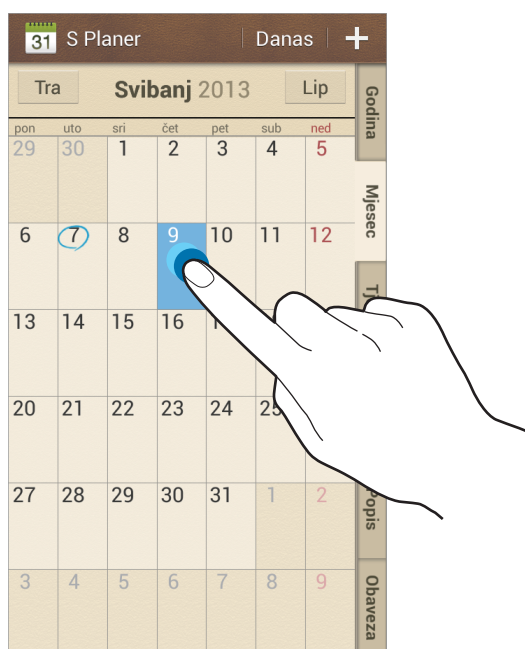 31 S Planer Danas +
Tra Svibanj 2013 Lip
pon uto sri čet pet sub ned
29 30 1 2 3 4 5
6 7 8 9 10 11 12
13 14 15 16
20 21 22 23 24 25
27 28 29 30 31 1 2
3 4 5 6 7 8 9
Godina
Mjesec
Popis
Obaveza